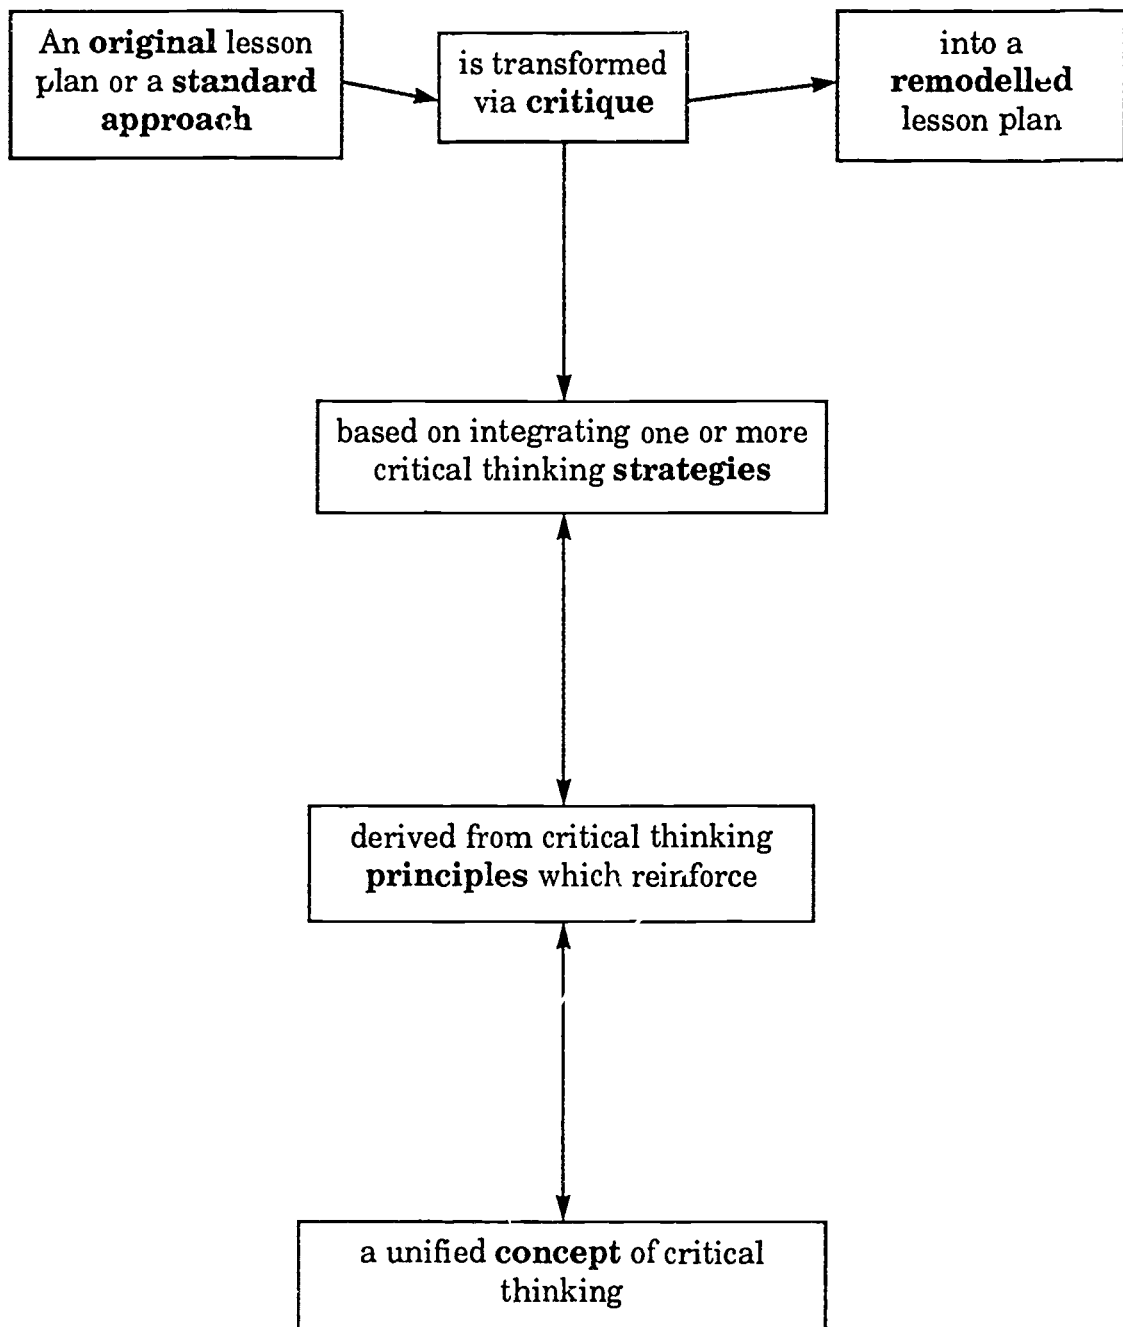 An original lesson
plan or a standard
approach
is transformed
via critique
into a
remodelled
lesson plan
based on integrating one or more
critical thinking strategies
derived from critical thinking
principles which reinforce
a unified concept of critical
thinking